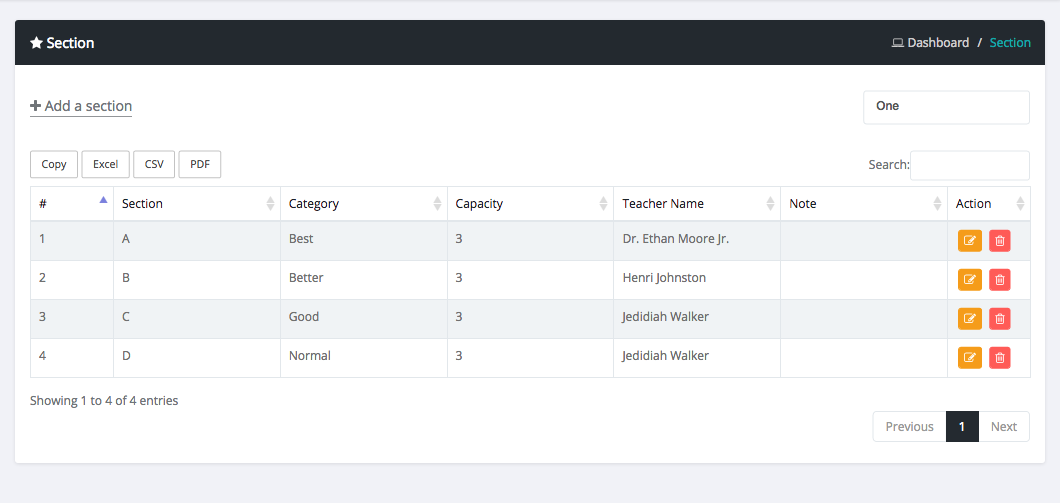 Section
Dashboard / Section
Add a section
One
Copy Excel CSV PDF
Search:
# Section Category Capacity Teacher Name Note Action
1 A Best 3 Dr. Ethan Moore Jr.
2 B Better 3 Henri Johnston
3 C Good 3 Jedidiah Walker
4 D Normal 3 Jedidiah Walker
Showing 1 to 4 of 4 entries
Previous 1 Next